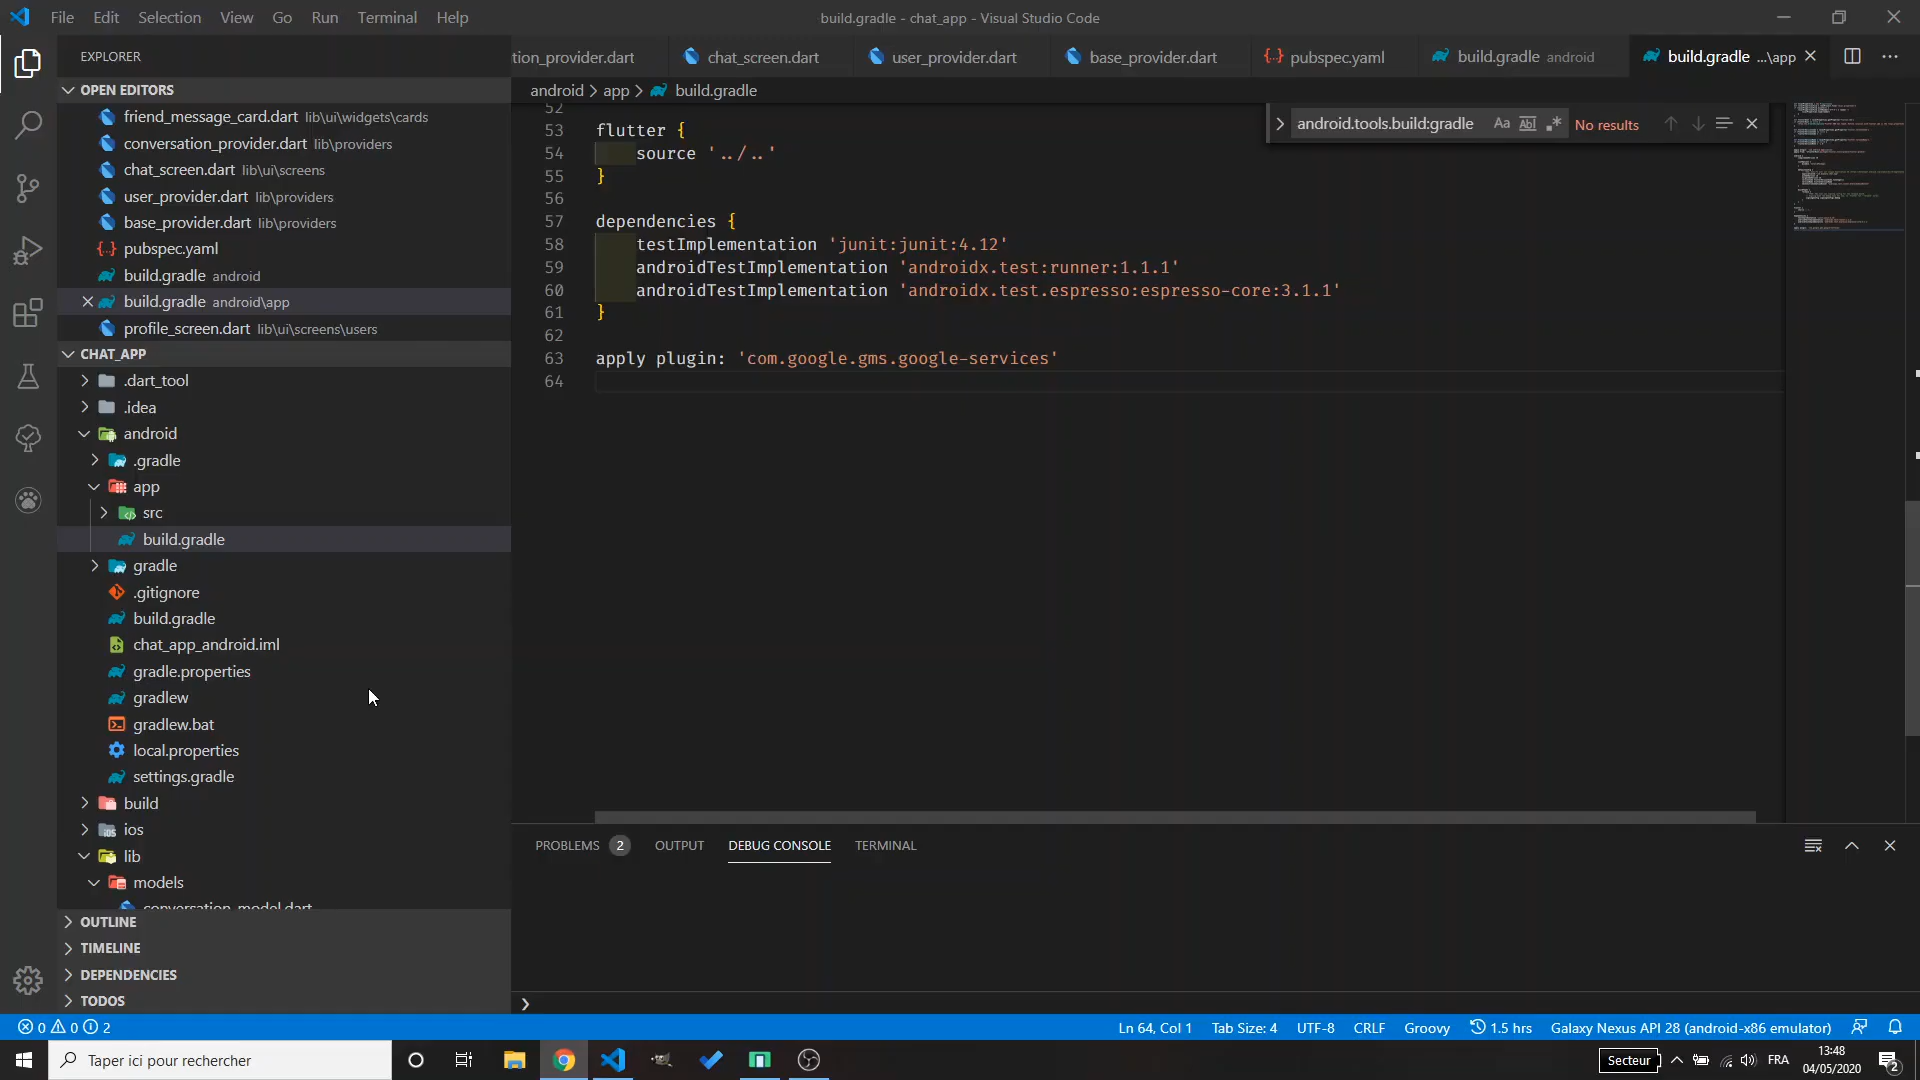 File Edit Selection View Go Run Terminal Help
build.gradle - chat_app - Visual Studio Code
EXPLORER
tion_provider.dart
chat_screen.dart
user_provider.dart
base_provider.dart
pubspec.yaml
build.gradle android
build.gradle ...\app
OPEN EDITORS
friend_message_card.dart lib\ui\widgets\cards
conversation_provider.dart lib\providers
chat_screen.dart lib\ui\screens
user_provider.dart lib\providers
base_provider.dart lib\providers
pubspec.yaml
build.gradle android
build.gradle android\app
profile_screen.dart lib\ui\screens\users
CHAT_APP
.dart_tool
.idea
android
.gradle
app
src
build.gradle
gradle
.gitignore
build.gradle
chat_app_android.iml
gradle.properties
gradlew
gradlew.bat
local.properties
settings.gradle
build
ios
lib
models
conversation_model.dart
OUTLINE
TIMELINE
DEPENDENCIES
TODOS
android > app > build.gradle
android.tools.build:gradle Aa Abl .* No results
52
53 flutter {
54 source '../..'
55 }
56
57 dependencies {
58 testImplementation 'junit:junit:4.12'
59 androidTestImplementation 'androidx.test:runner:1.1.1'
60 androidTestImplementation 'androidx.test.espresso:espresso-core:3.1.1'
61 }
62
63 apply plugin: 'com.google.gms.google-services'
64
PROBLEMS 2 OUTPUT DEBUG CONSOLE TERMINAL
0 0 2
Ln 64, Col 1 Tab Size: 4 UTF-8 CRLF Groovy 1.5 hrs Galaxy Nexus API 28 (android-x86 emulator)
Taper ici pour rechercher
Secteur
FRA
13:48
04/05/2020
2